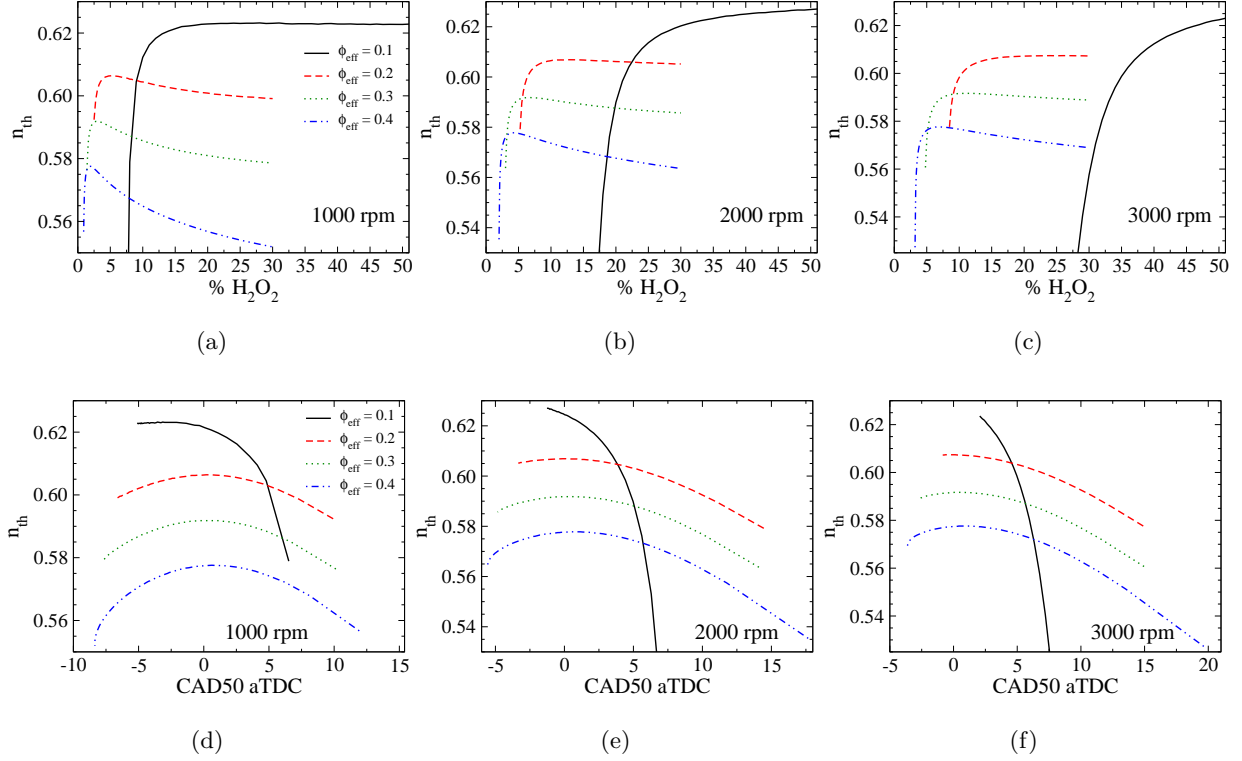 0.62
0.60
0.58
0.56
n_th
ϕ_eff = 0.1
ϕ_eff = 0.2
ϕ_eff = 0.3
ϕ_eff = 0.4
1000 rpm
0 5 10 15 20 25 30 35 40 45 50
% H₂O₂
(a)
0.62
0.60
0.58
0.56
0.54
n_th
2000 rpm
0 5 10 15 20 25 30 35 40 45 50
% H₂O₂
(b)
0.62
0.60
0.58
0.56
0.54
n_th
3000 rpm
0 5 10 15 20 25 30 35 40 45 50
% H₂O₂
(c)
0.62
0.60
0.58
0.56
n_th
ϕ_eff = 0.1
ϕ_eff = 0.2
ϕ_eff = 0.3
ϕ_eff = 0.4
1000 rpm
-10 -5 0 5 10 15
CAD50 aTDC
(d)
0.62
0.60
0.58
0.56
0.54
n_th
2000 rpm
-5 0 5 10 15
CAD50 aTDC
(e)
0.62
0.60
0.58
0.56
0.54
n_th
3000 rpm
-5 0 5 10 15 20
CAD50 aTDC
(f)